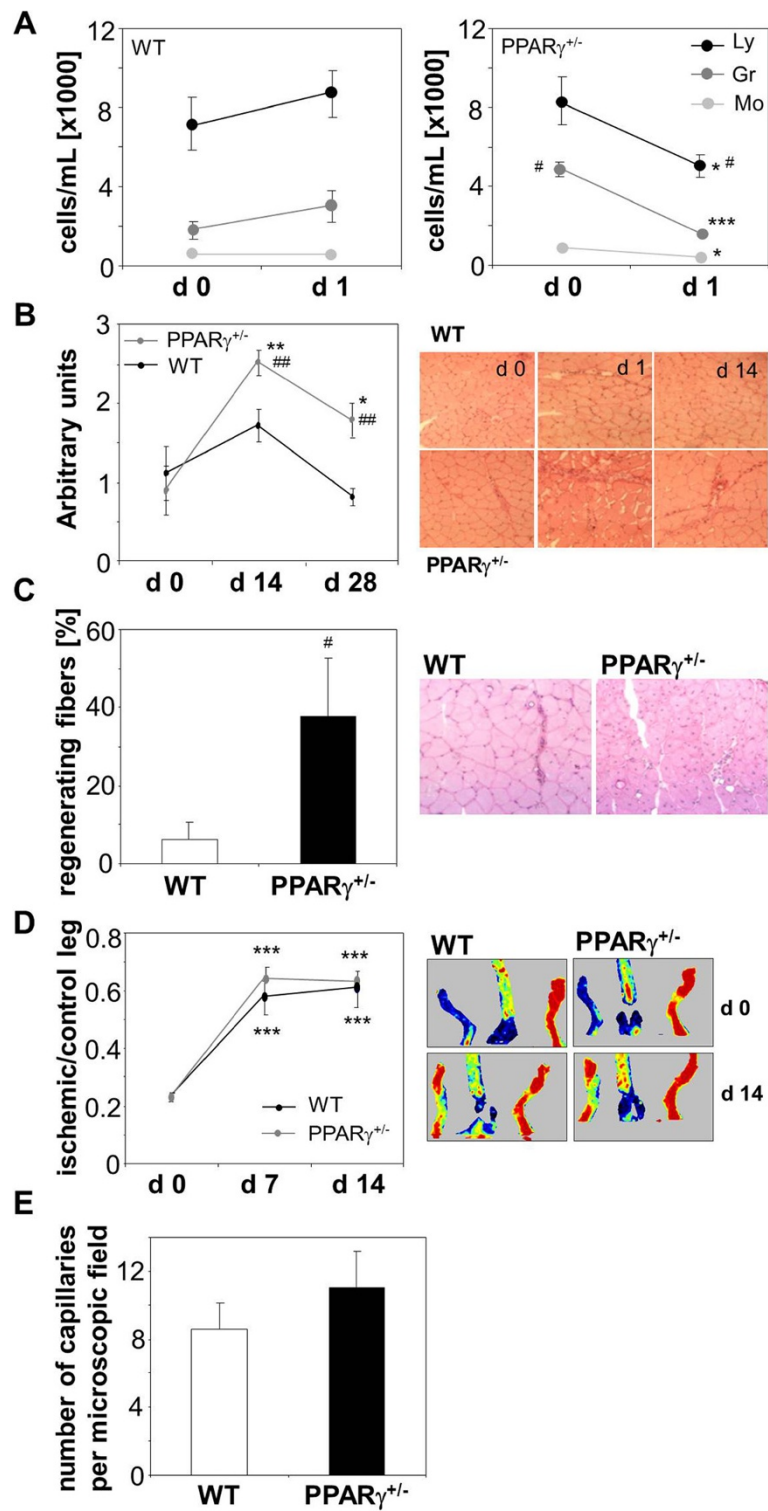 A
WT
cells/mL [x1000]
12
8
4
0
d 0
d 1
PPARγ+/-
Ly
Gr
Mo
cells/mL [x1000]
12
8
4
0
#
* #
***
*
d 0
d 1
B
Arbitrary units
3
2
1
0
PPARγ+/-
WT
**
##
*
##
d 0
d 14
d 28
WT
d 0
d 1
d 14
PPARγ+/-
C
regenerating fibers [%]
60
40
20
0
#
WT
PPARγ+/-
WT
PPARγ+/-
D
ischemic/control leg
0.8
0.6
0.4
0.2
0
***
***
***
***
WT
PPARγ+/-
d 0
d 7
d 14
WT
PPARγ+/-
d 0
d 14
E
number of capillaries
per microscopic field
12
8
4
0
WT
PPARγ+/-